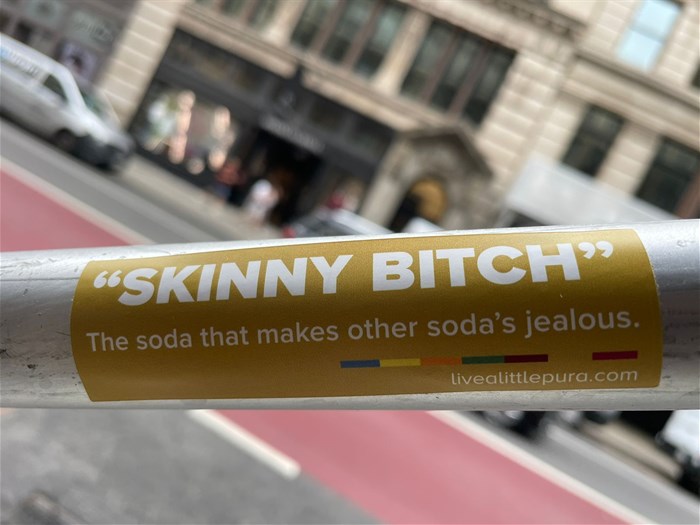 “SKINNY BITCH”
The soda that makes other soda’s jealous.
livealittlepura.com